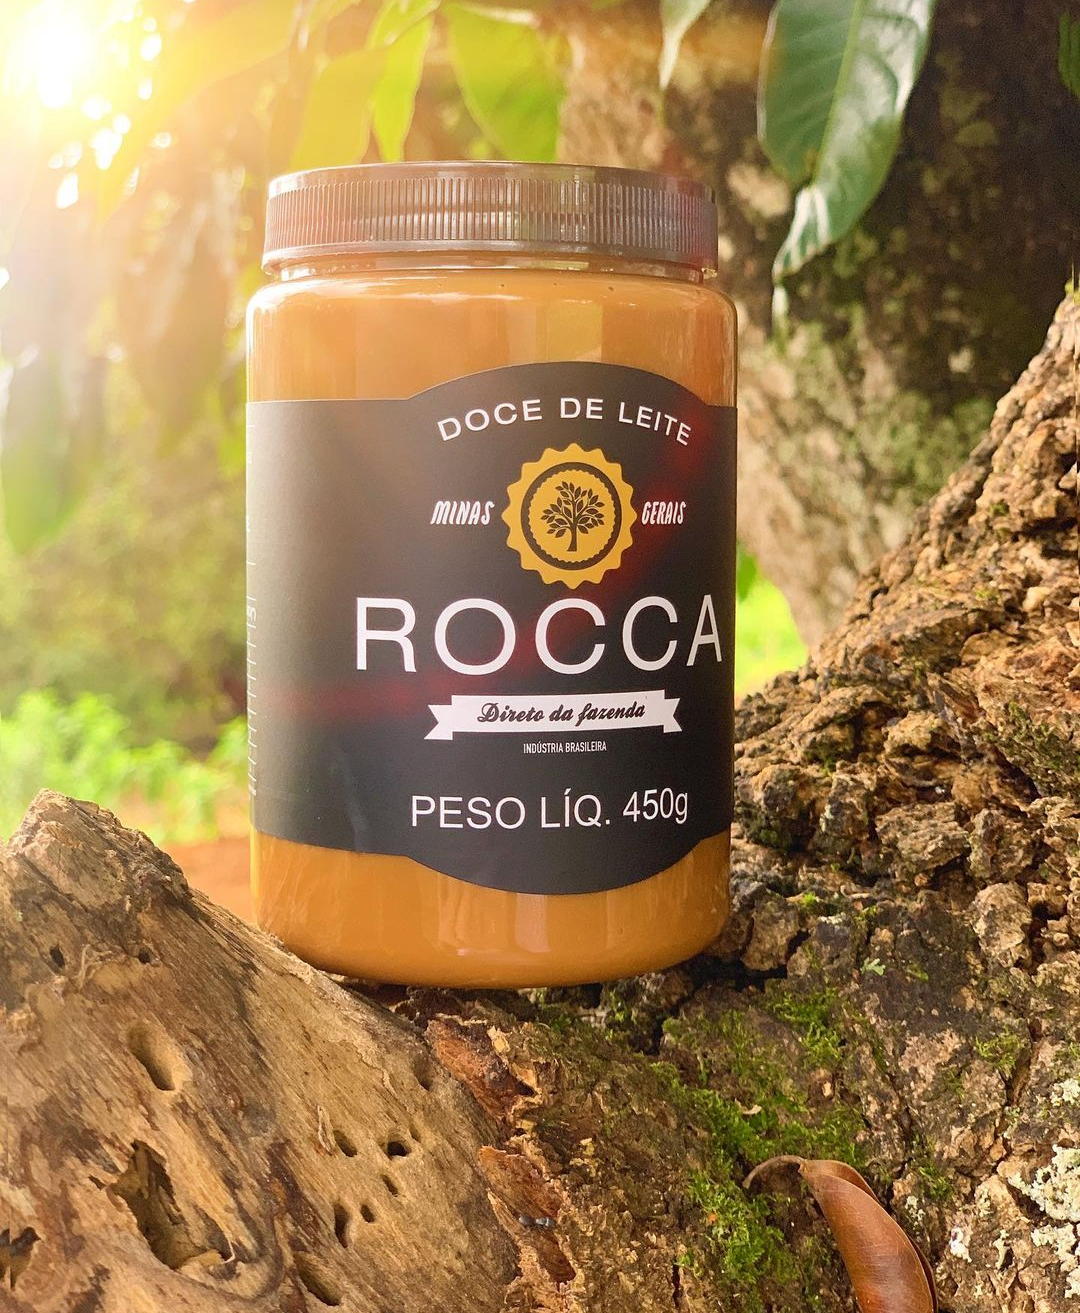 DOCE DE LEITE
MINAS GERAIS
ROCCA
Direto da fazenda
INDÚSTRIA BRASILEIRA
PESO LÍQ. 450g